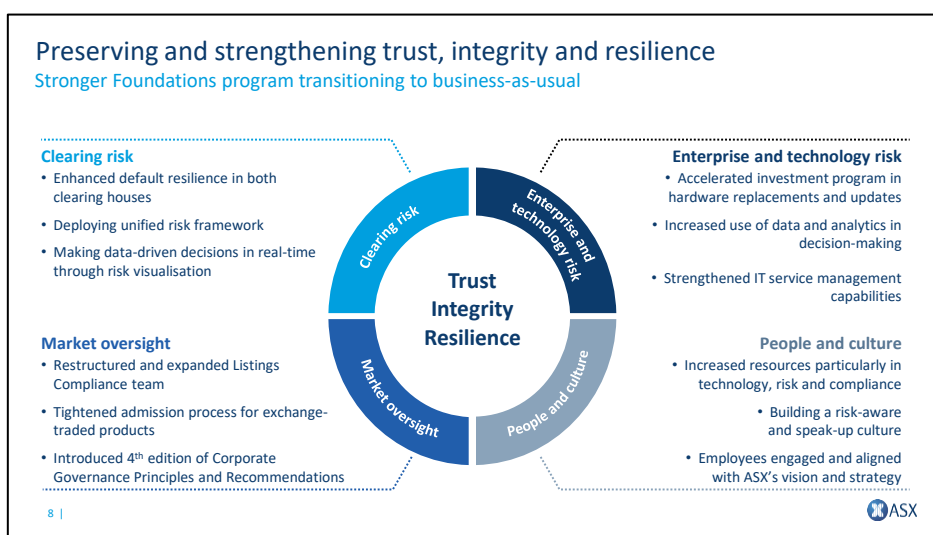 Preserving and strengthening trust, integrity and resilience
Stronger Foundations program transitioning to business-as-usual
Clearing risk
• Enhanced default resilience in both
clearing houses
• Deploying unified risk framework
• Making data-driven decisions in real-time
through risk visualisation
Enterprise and technology risk
• Accelerated investment program in
hardware replacements and updates
• Increased use of data and analytics in
decision-making
• Strengthened IT service management
capabilities
Clearing risk
Enterprise and
technology risk
Trust
Integrity
Resilience
Market oversight
People and culture
Market oversight
• Restructured and expanded Listings
Compliance team
• Tightened admission process for exchange-
traded products
• Introduced 4th edition of Corporate
Governance Principles and Recommendations
People and culture
• Increased resources particularly in
technology, risk and compliance
• Building a risk-aware
and speak-up culture
• Employees engaged and aligned
with ASX's vision and strategy
8 |
ASX